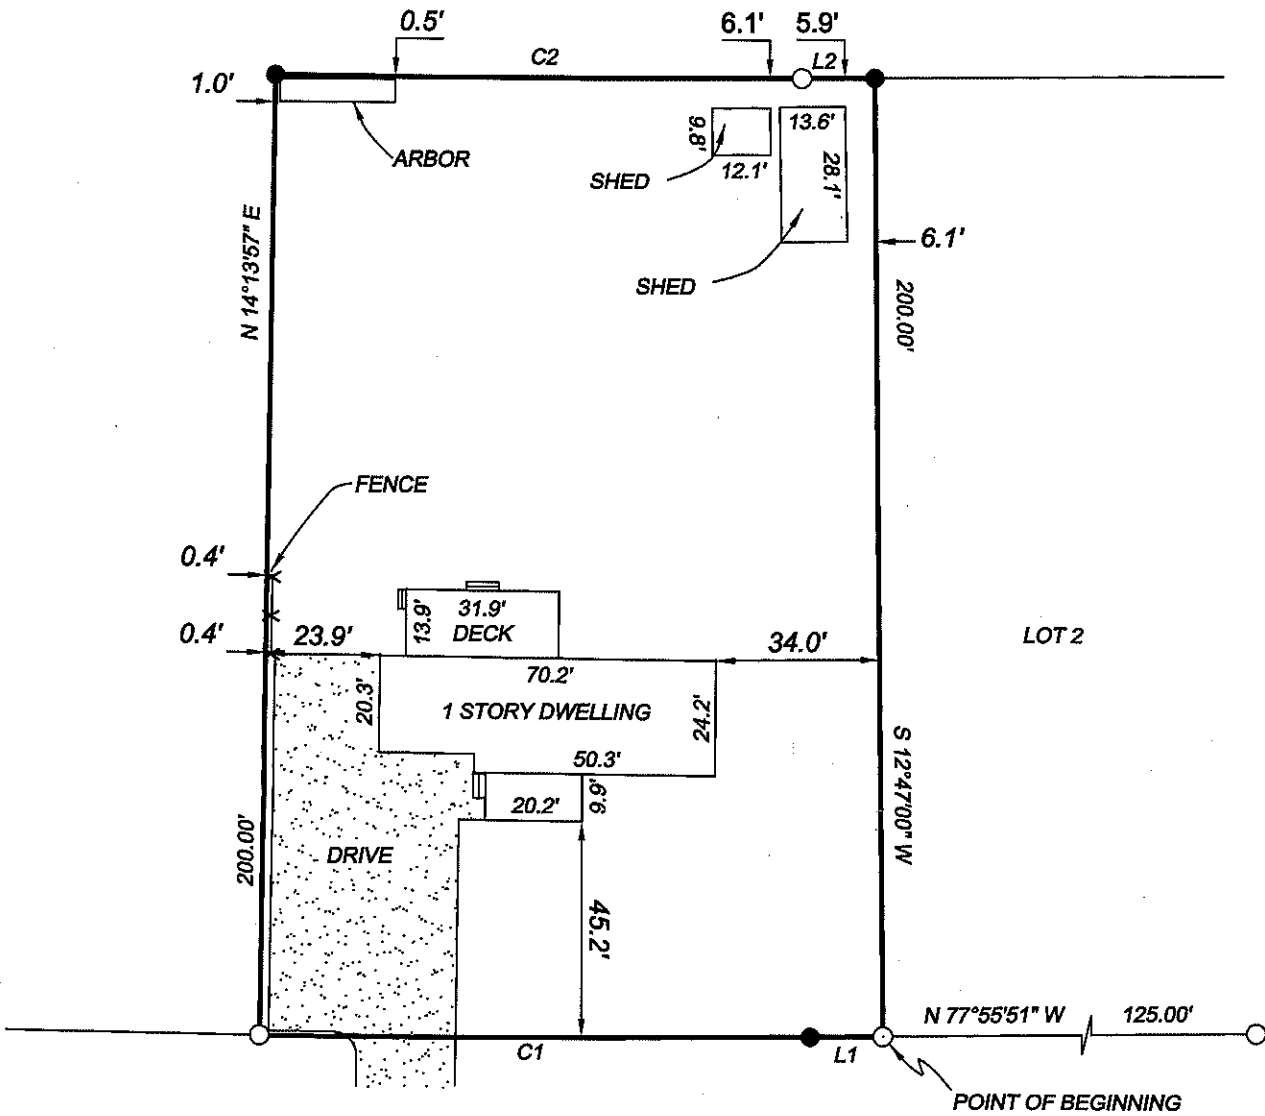 0.5'
6.1'
5.9'
C2
L2
1.0'
ARBOR
9.8'
13.6'
12.1'
28.1'
SHED
6.1'
SHED
N 14°13'57" E
200.00'
FENCE
0.4'
0.4'
23.9'
13.9'
31.9'
DECK
34.0'
LOT 2
70.2'
20.3'
1 STORY DWELLING
24.2'
50.3'
S 12°47'00" W
20.2'
9.9'
DRIVE
200.00'
45.2'
N 77°55'51" W
125.00'
C1
L1
POINT OF BEGINNING